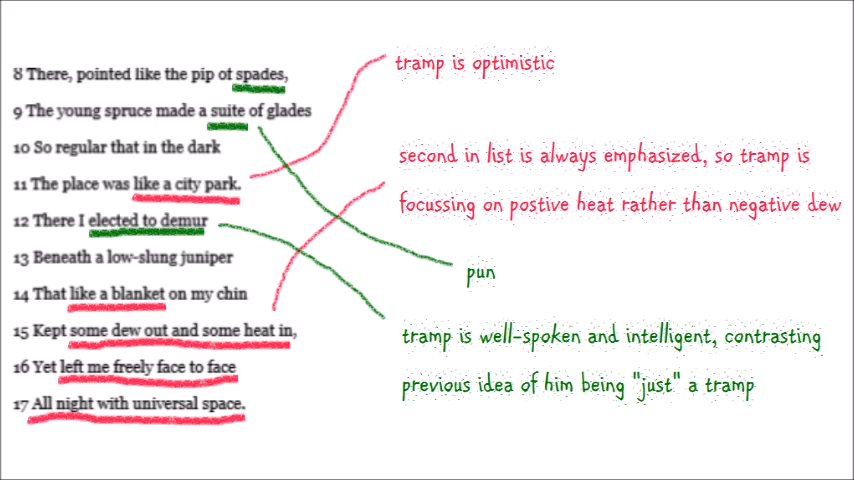 8 There, pointed like the pip of spades,
9 The young spruce made a suite of glades
10 So regular that in the dark
11 The place was like a city park.
12 There I elected to demur
13 Beneath a low-slung juniper
14 That like a blanket on my chin
15 Kept some dew out and some heat in,
16 Yet left me freely face to face
17 All night with universal space.
tramp is optimistic
second in list is always emphasized, so tramp is
focussing on postive heat rather than negative dew
pun
tramp is well-spoken and intelligent, contrasting
previous idea of him being "just" a tramp